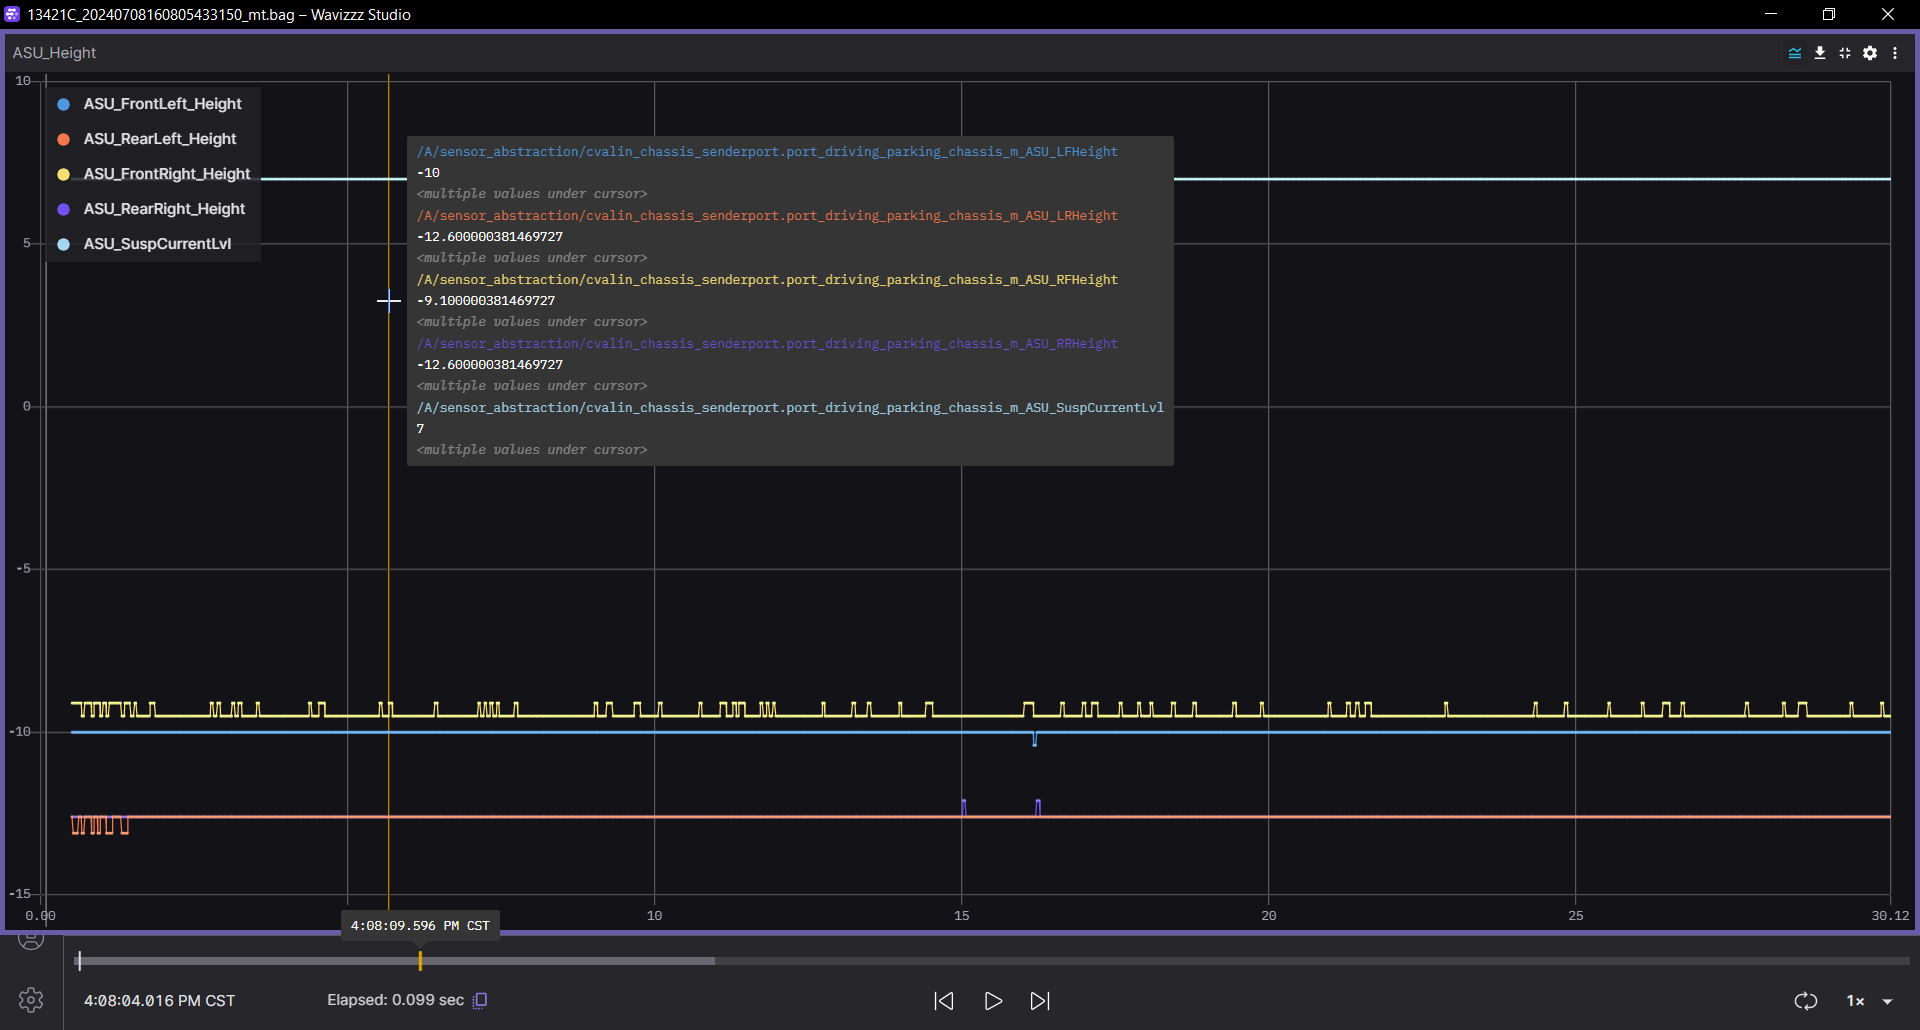 13421C_20240708160805433150_mt.bag – Wavizzz Studio
ASU_Height
10
ASU_FrontLeft_Height
ASU_RearLeft_Height
ASU_FrontRight_Height
ASU_RearRight_Height
ASU_SuspCurrentLvl
/A/sensor_abstraction/cvalin_chassis_senderport.port_driving_parking_chassis_m_ASU_LFHeight
-10
<multiple values under cursor>
/A/sensor_abstraction/cvalin_chassis_senderport.port_driving_parking_chassis_m_ASU_LRHeight
-12.600000381469727
<multiple values under cursor>
/A/sensor_abstraction/cvalin_chassis_senderport.port_driving_parking_chassis_m_ASU_RFHeight
-9.100000381469727
<multiple values under cursor>
/A/sensor_abstraction/cvalin_chassis_senderport.port_driving_parking_chassis_m_ASU_RRHeight
-12.600000381469727
<multiple values under cursor>
/A/sensor_abstraction/cvalin_chassis_senderport.port_driving_parking_chassis_m_ASU_SuspCurrentLvl
7
<multiple values under cursor>
5
0
-5
-10
-15
0.00 10 15 20 25 30.12
4:08:09.596 PM CST
4:08:04.016 PM CST
Elapsed: 0.099 sec
1×